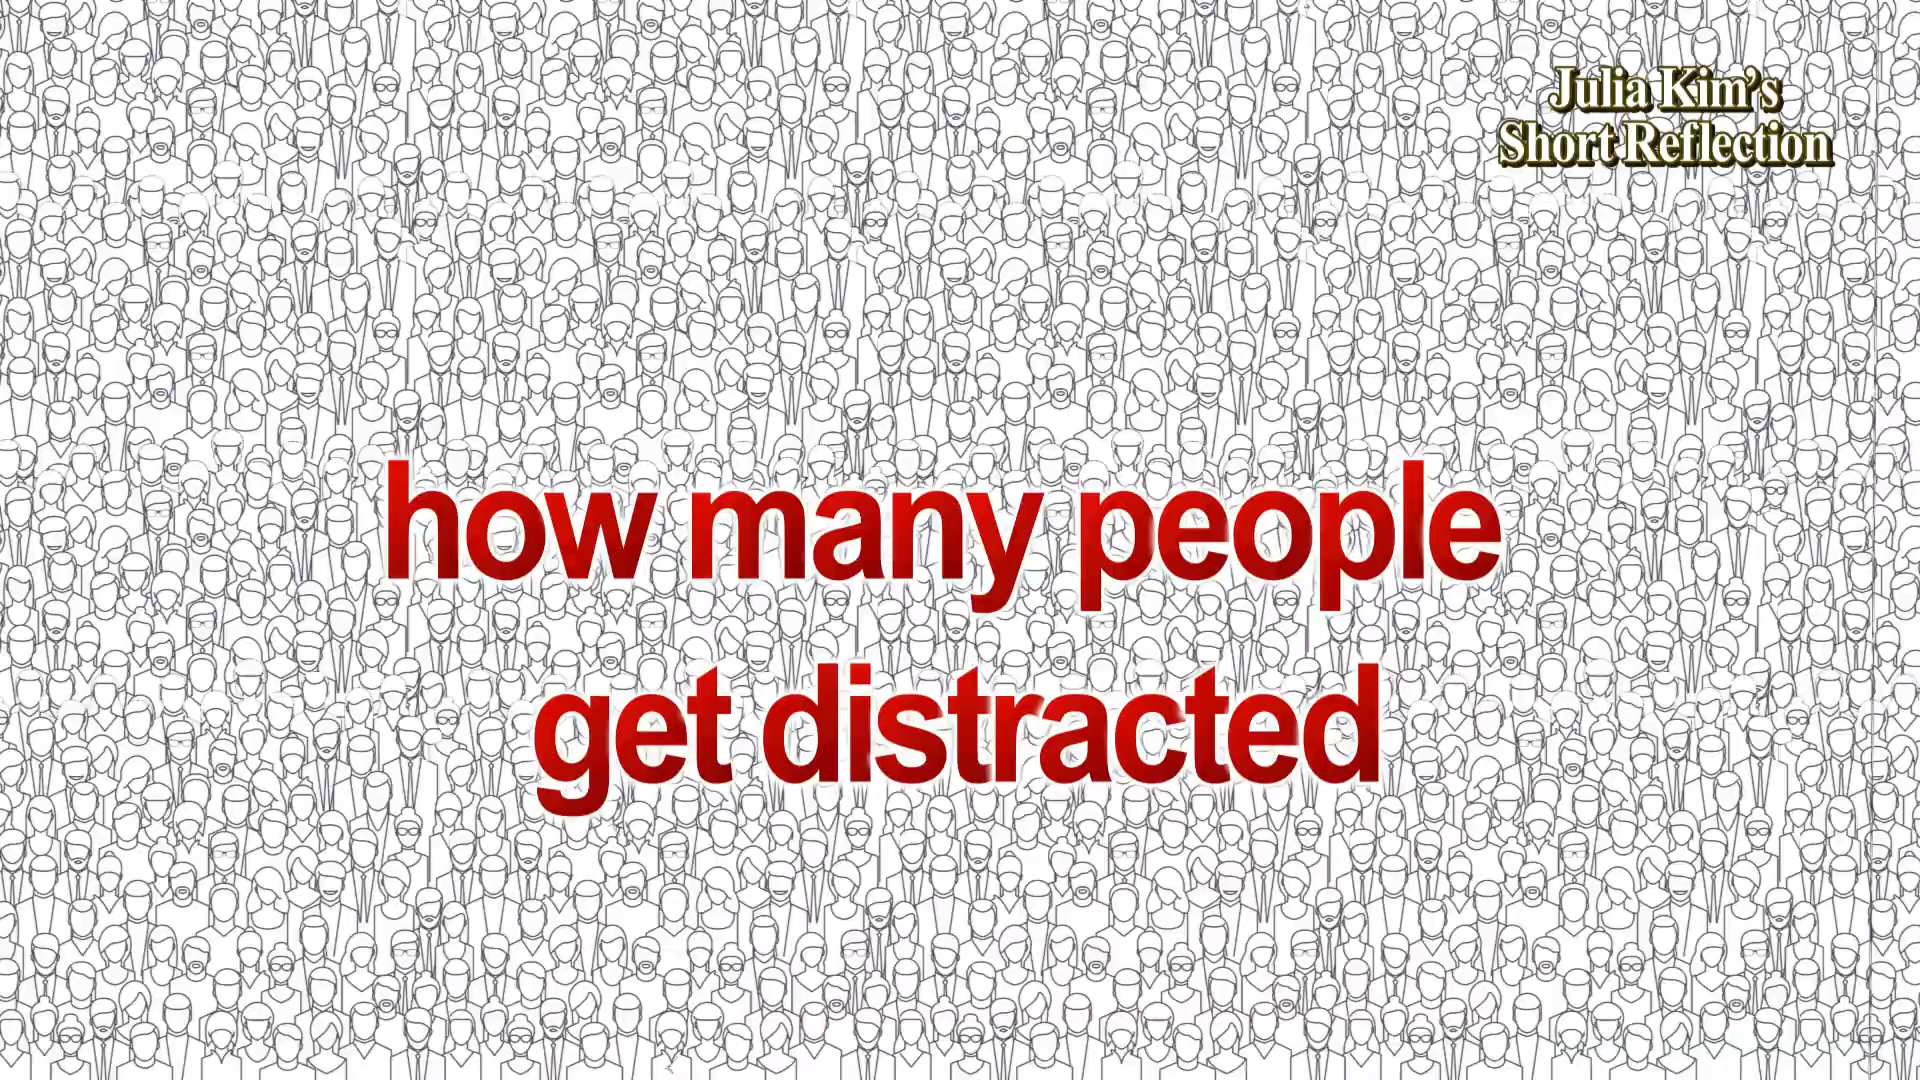 Julia Kim's
Short Reflection
how many people
get distracted